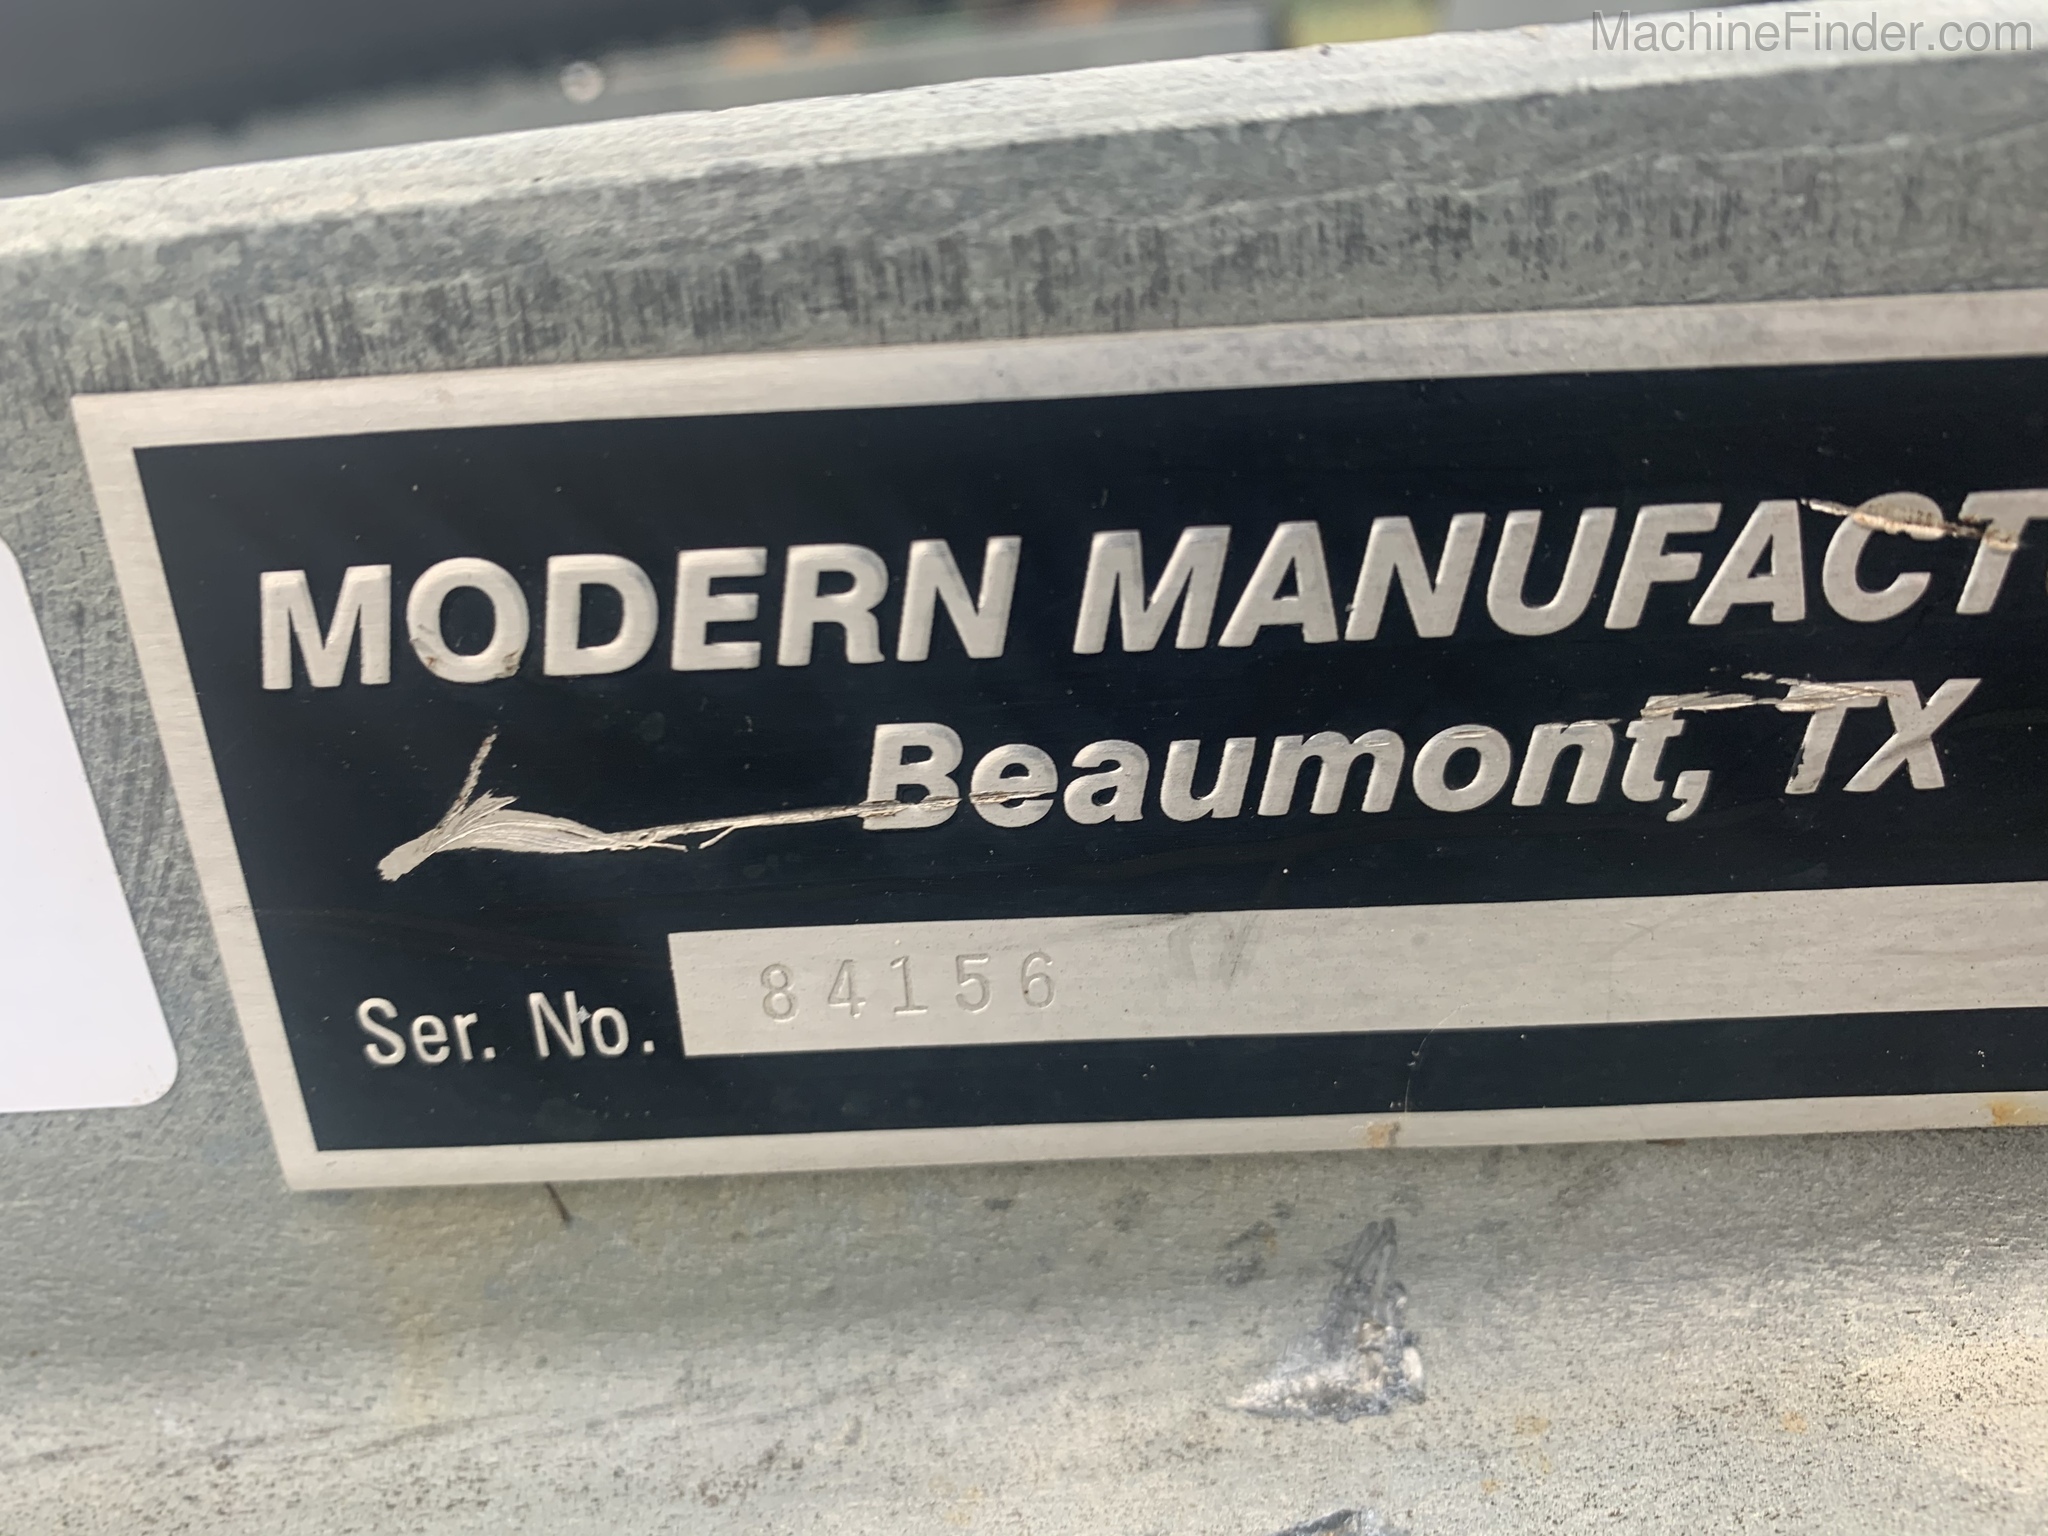 MachineFinder.com
MODERN MANUFACT
Beaumont, TX
Ser. No. 84156